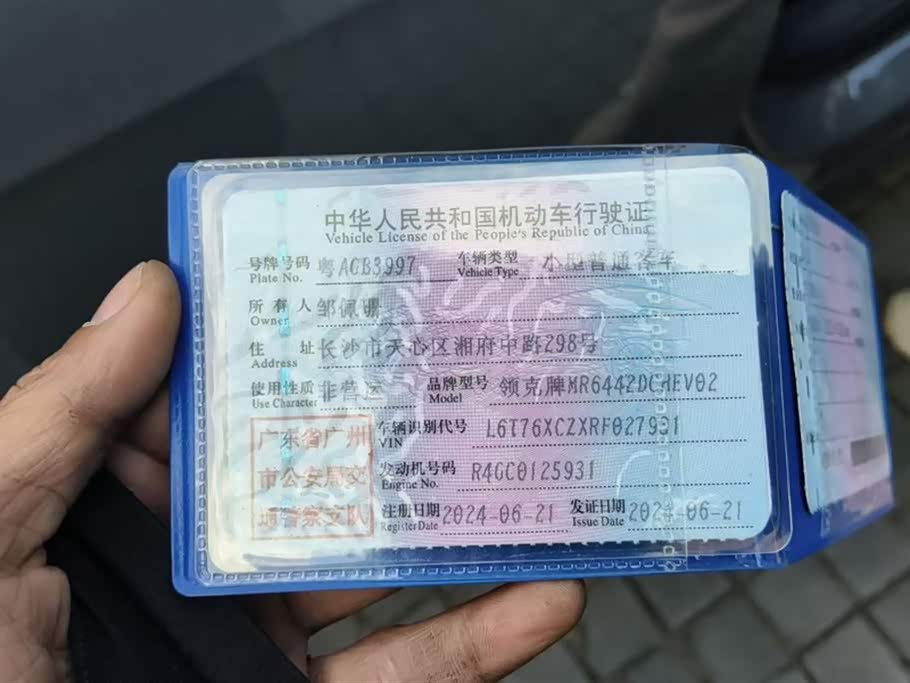 中华人民共和国机动车行驶证
Vehicle License of the People's Republic of China
号牌号码 粤ACB3997 车辆类型 小型普通客车
Plate No. Vehicle Type
所有人 邹佩珊
Owner
住址 长沙市天心区湘府中路298号
Address
使用性质 非营运 品牌型号 领克牌MR6442DCHEV02
Use Character Model
广东省广州
市公安局交
通警察支队
车辆识别代号 L6T76XCZXRF027931
VIN
发动机号码 R4GC0125931
Engine No.
注册日期 2024-06-21 发证日期 2024-06-21
Register Date Issue Date